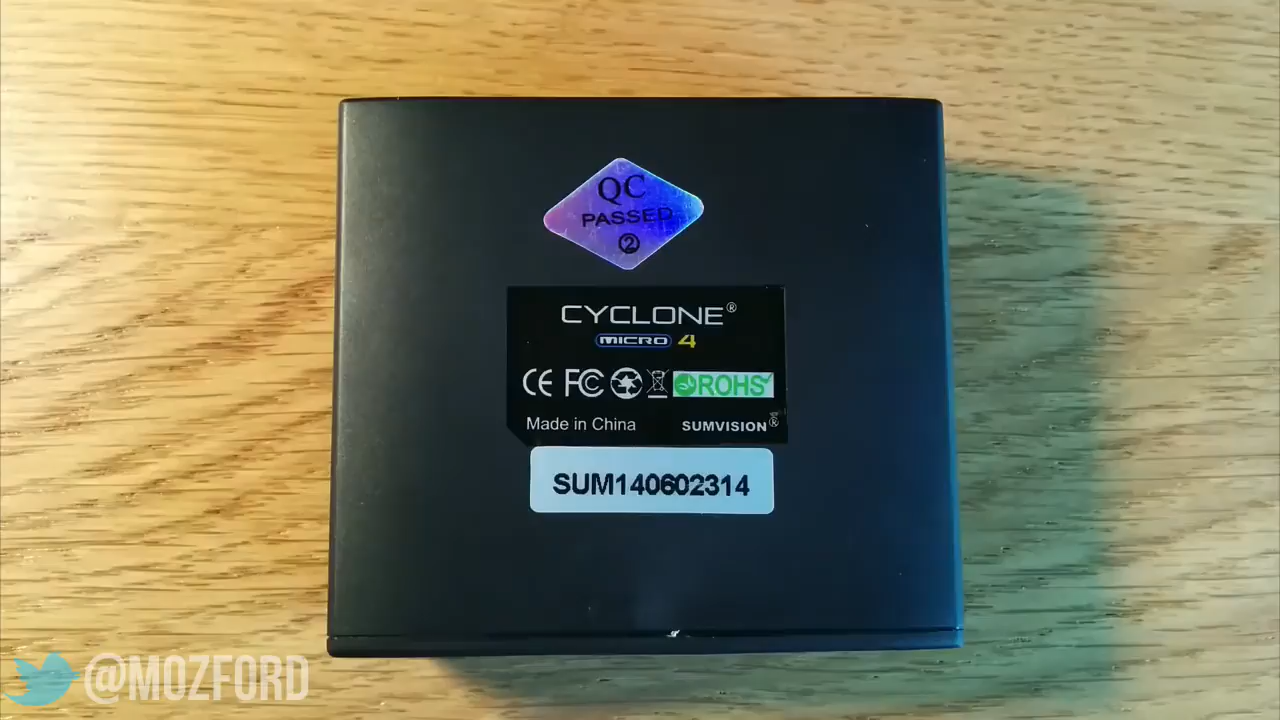 QC
PASSED
2
CYCLONE®
MICRO 4
CE FC ROHS
Made in China SUMVISION®
SUM140602314
@MOZFORD